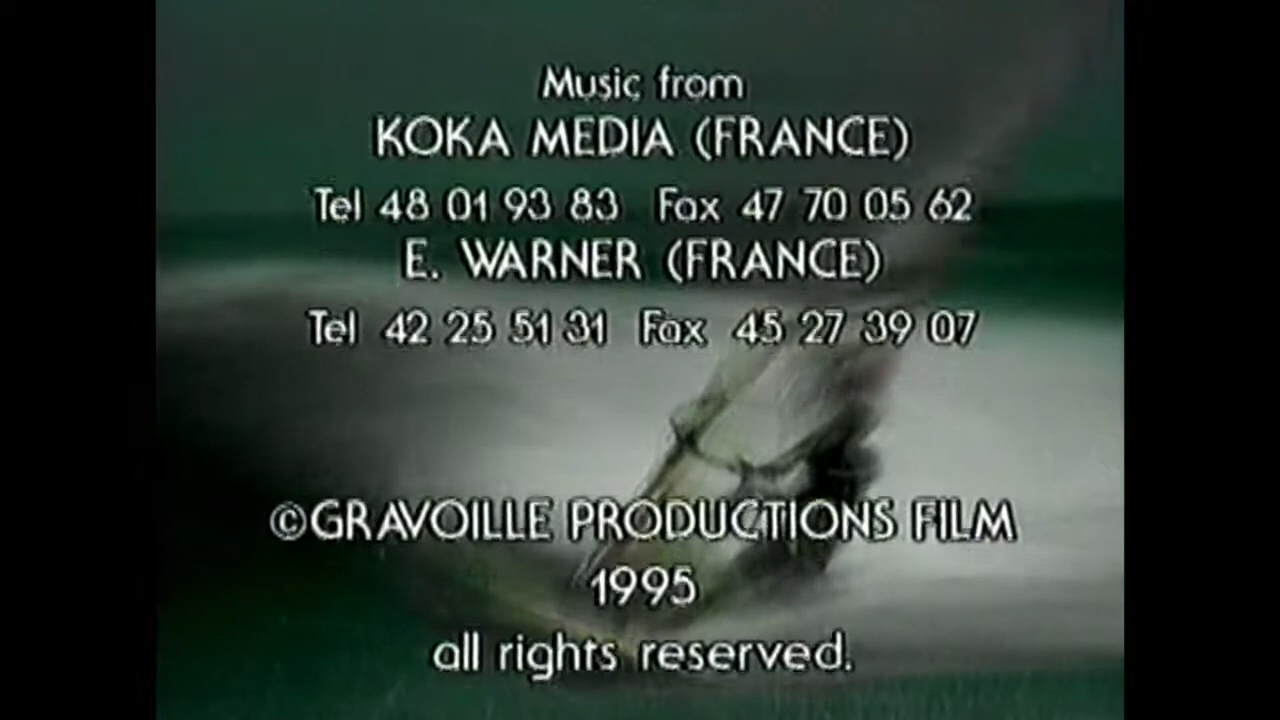 Music from
KOKA MEDIA (FRANCE)
Tel 48 01 93 83 Fax 47 70 05 62
E. WARNER (FRANCE)
Tel 42 25 51 31 Fax 45 27 39 07
©GRAVOILLE PRODUCTIONS FILM
1995
all rights reserved.